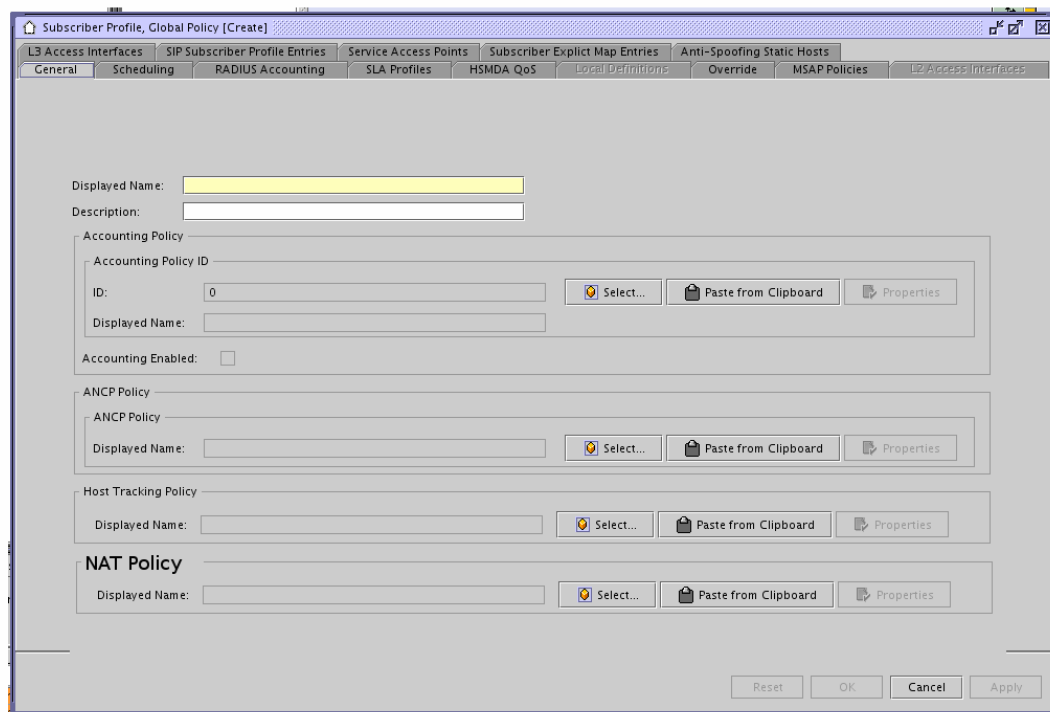 Subscriber Profile, Global Policy [Create]
L3 Access Interfaces SIP Subscriber Profile Entries Service Access Points Subscriber Explict Map Entries Anti-Spoofing Static Hosts
General Scheduling RADIUS Accounting SLA Profiles HSMDA QoS Local Definitions Override MSAP Policies L2 Access Interfaces
Displayed Name:
Description:
Accounting Policy
Accounting Policy ID
ID: 0 Select... Paste from Clipboard Properties
Displayed Name:
Accounting Enabled:
ANCP Policy
ANCP Policy
Displayed Name: Select... Paste from Clipboard Properties
Host Tracking Policy
Displayed Name: Select... Paste from Clipboard Properties
NAT Policy
Displayed Name: Select... Paste from Clipboard Properties
Reset OK Cancel Apply